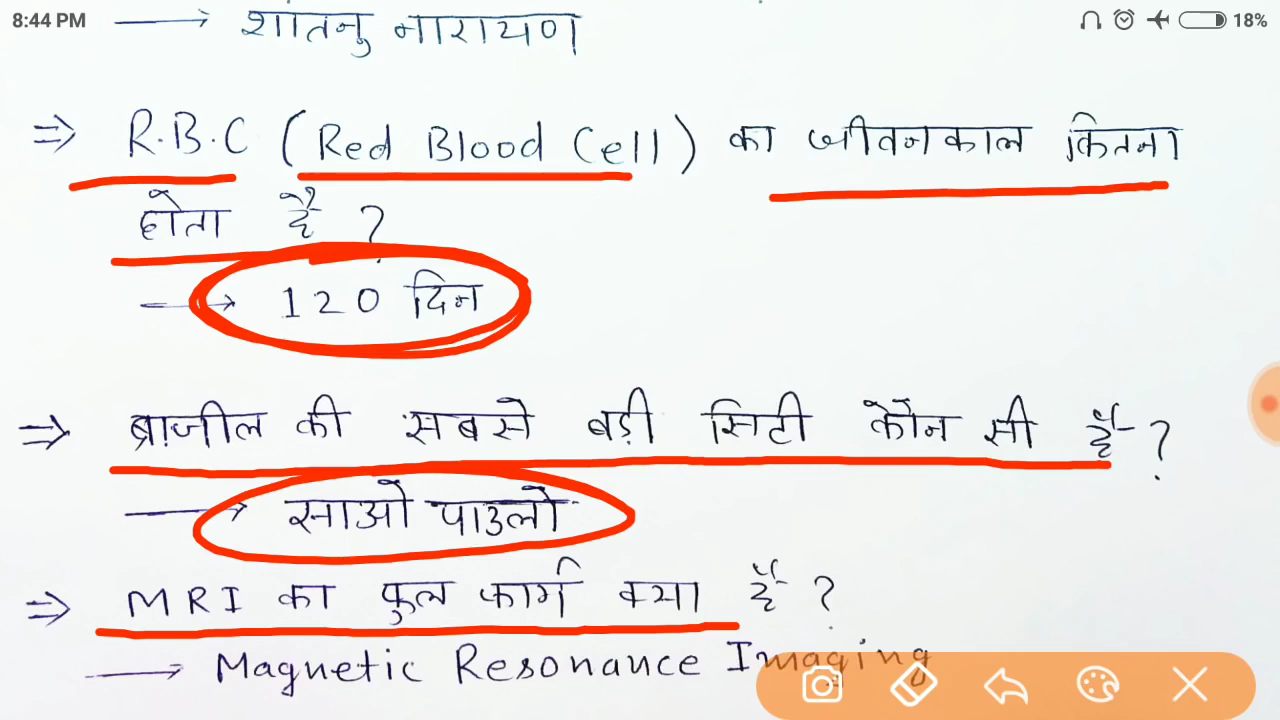 8:44 PM
18%
→ शांतनु नारायण
⇒ R.B.C (Red Blood Cell) का जीवनकाल कितना
होता है ?
→ 120 दिन
⇒ ब्राजील की सबसे बड़ी सिटी कौन सी हैं ?
→ साओ पाउलो
⇒ MRI का फुल फार्म क्या हैं ?
→ Magnetic Resonance Imaging